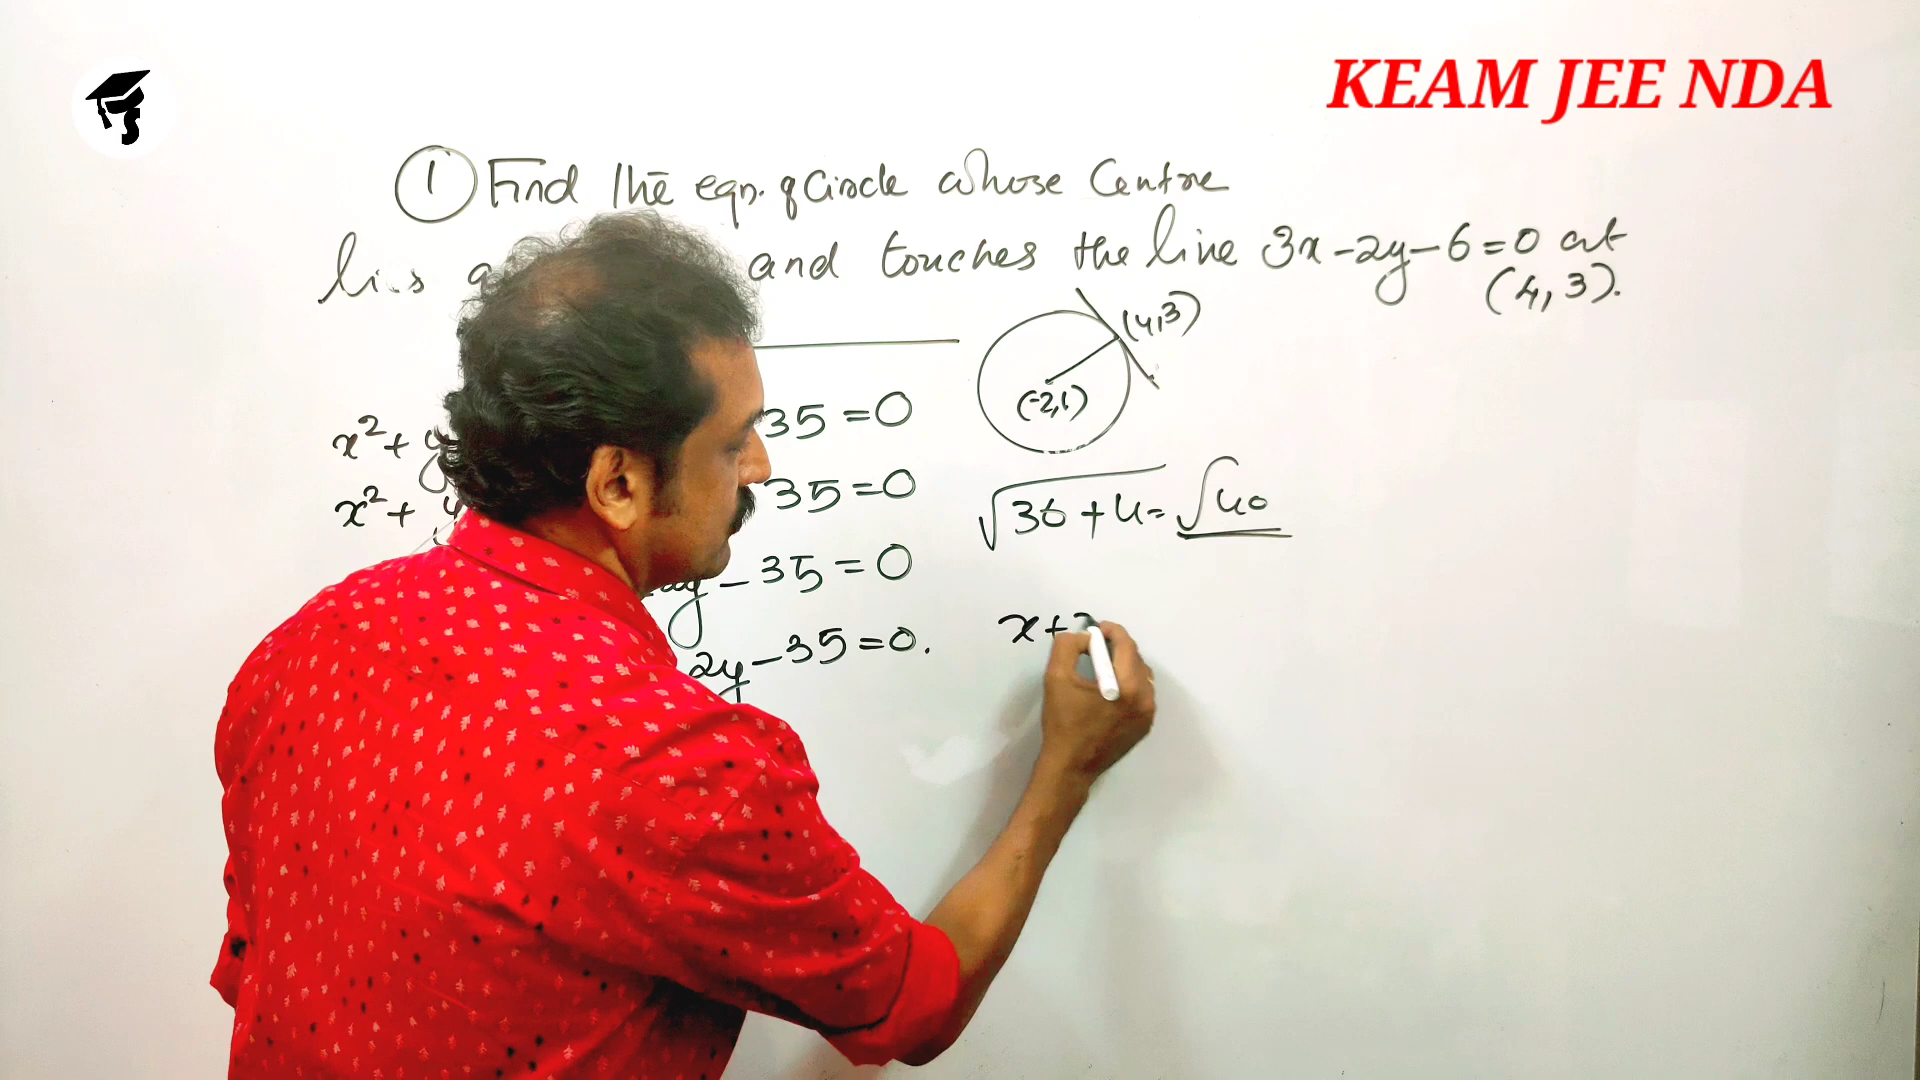 KEAM JEE NDA
① Find the eqn. of Circle whose Centre
lies and touches the line 3x-2y-6=0 at
(4,3).
(4,3)
(-2,1)
x²+ 35=0
x²+ 35=0
√36+4= √40
y-35=0
x+
2y-35=0.